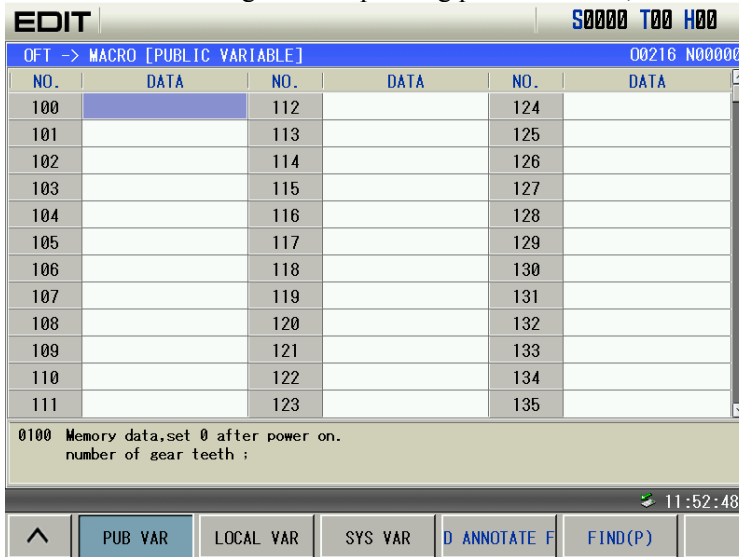 EDIT S0000 T00 H00
OFT -> MACRO [PUBLIC VARIABLE] O0216 N00000
NO. DATA NO. DATA NO. DATA
100 112 124
101 113 125
102 114 126
103 115 127
104 116 128
105 117 129
106 118 130
107 119 131
108 120 132
109 121 133
110 122 134
111 123 135
0100 Memory data,set 0 after power on.
number of gear teeth ;
11:52:48
PUB VAR LOCAL VAR SYS VAR D ANNOTATE F FIND(P)